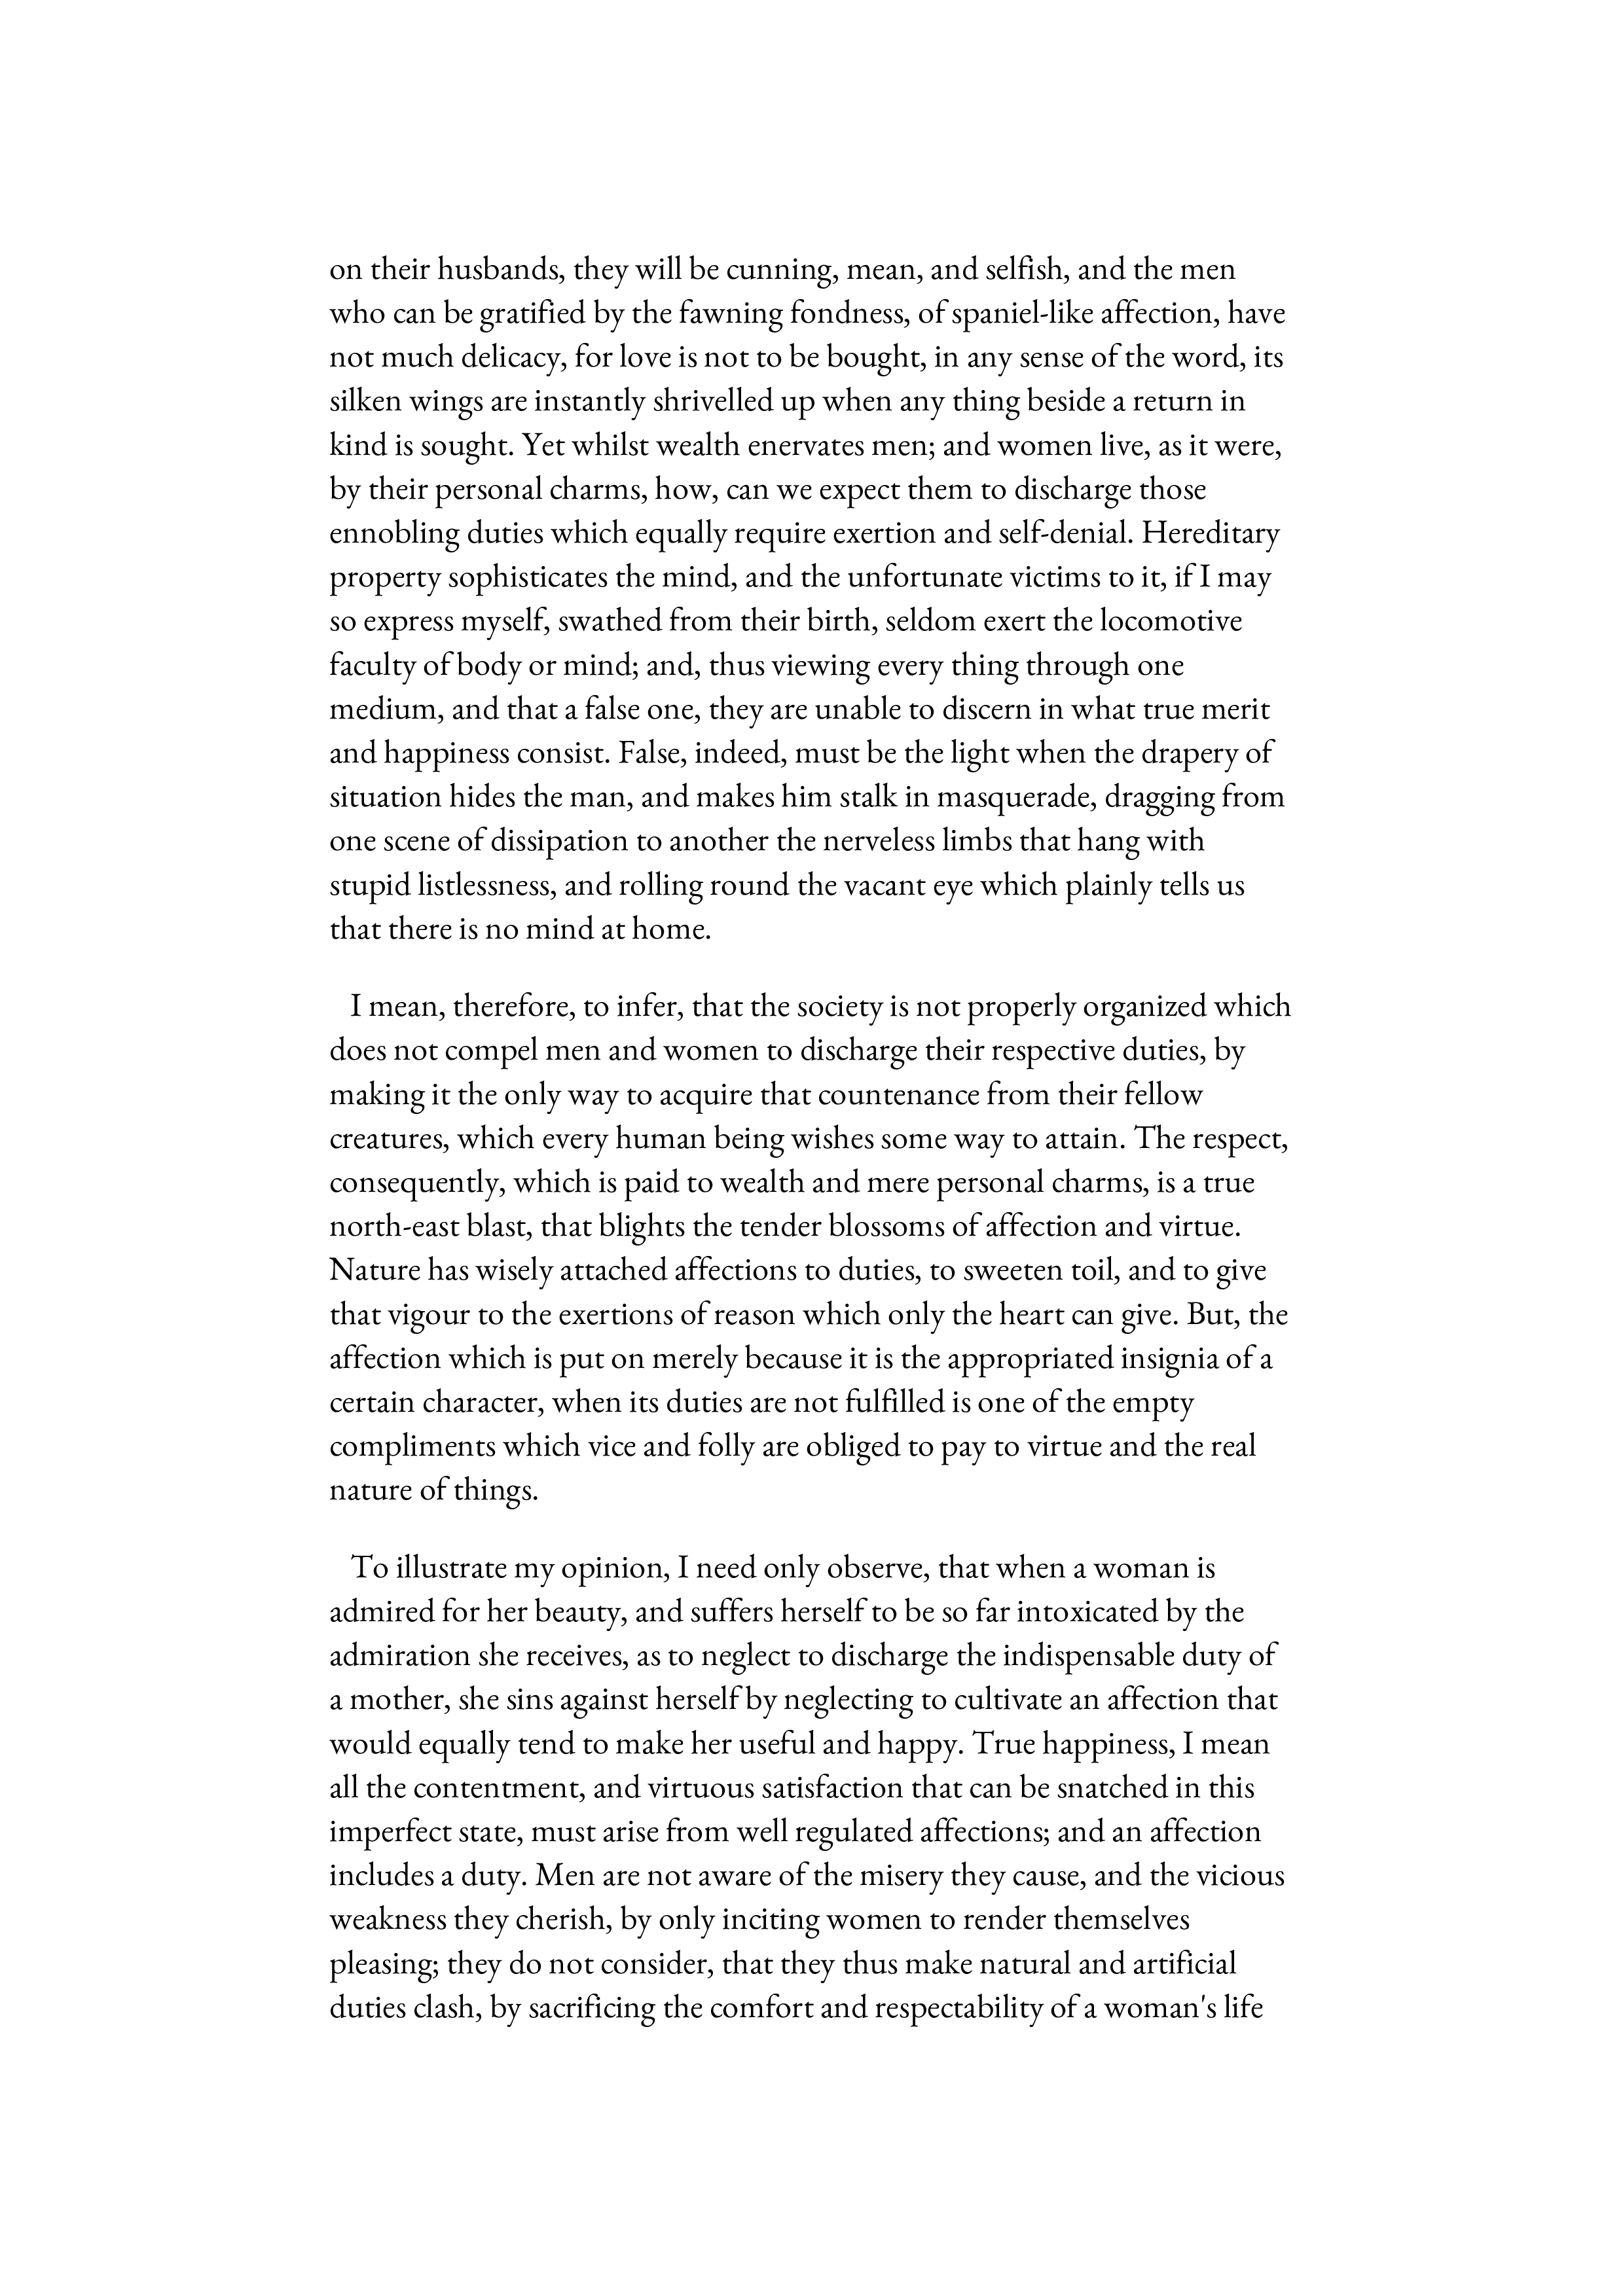 on their husbands, they will be cunning, mean, and selfish, and the men
who can be gratified by the fawning fondness, of spaniel-like affection, have
not much delicacy, for love is not to be bought, in any sense of the word, its
silken wings are instantly shrivelled up when any thing beside a return in
kind is sought. Yet whilst wealth enervates men; and women live, as it were,
by their personal charms, how, can we expect them to discharge those
ennobling duties which equally require exertion and self-denial. Hereditary
property sophisticates the mind, and the unfortunate victims to it, if I may
so express myself, swathed from their birth, seldom exert the locomotive
faculty of body or mind; and, thus viewing every thing through one
medium, and that a false one, they are unable to discern in what true merit
and happiness consist. False, indeed, must be the light when the drapery of
situation hides the man, and makes him stalk in masquerade, dragging from
one scene of dissipation to another the nerveless limbs that hang with
stupid listlessness, and rolling round the vacant eye which plainly tells us
that there is no mind at home.
I mean, therefore, to infer, that the society is not properly organized which
does not compel men and women to discharge their respective duties, by
making it the only way to acquire that countenance from their fellow
creatures, which every human being wishes some way to attain. The respect,
consequently, which is paid to wealth and mere personal charms, is a true
north-east blast, that blights the tender blossoms of affection and virtue.
Nature has wisely attached affections to duties, to sweeten toil, and to give
that vigour to the exertions of reason which only the heart can give. But, the
affection which is put on merely because it is the appropriated insignia of a
certain character, when its duties are not fulfilled is one of the empty
compliments which vice and folly are obliged to pay to virtue and the real
nature of things.
To illustrate my opinion, I need only observe, that when a woman is
admired for her beauty, and suffers herself to be so far intoxicated by the
admiration she receives, as to neglect to discharge the indispensable duty of
a mother, she sins against herself by neglecting to cultivate an affection that
would equally tend to make her useful and happy. True happiness, I mean
all the contentment, and virtuous satisfaction that can be snatched in this
imperfect state, must arise from well regulated affections; and an affection
includes a duty. Men are not aware of the misery they cause, and the vicious
weakness they cherish, by only inciting women to render themselves
pleasing; they do not consider, that they thus make natural and artificial
duties clash, by sacrificing the comfort and respectability of a woman's life